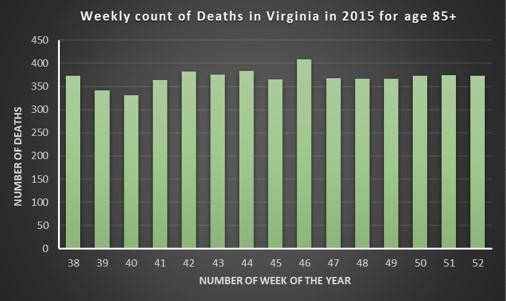 Weekly count of Deaths in Virginia in 2015 for age 85+
450
400
350
300
250
200
150
100
50
0
NUMBER OF DEATHS
38 39 40 41 42 43 44 45 46 47 48 49 50 51 52
NUMBER OF WEEK OF THE YEAR